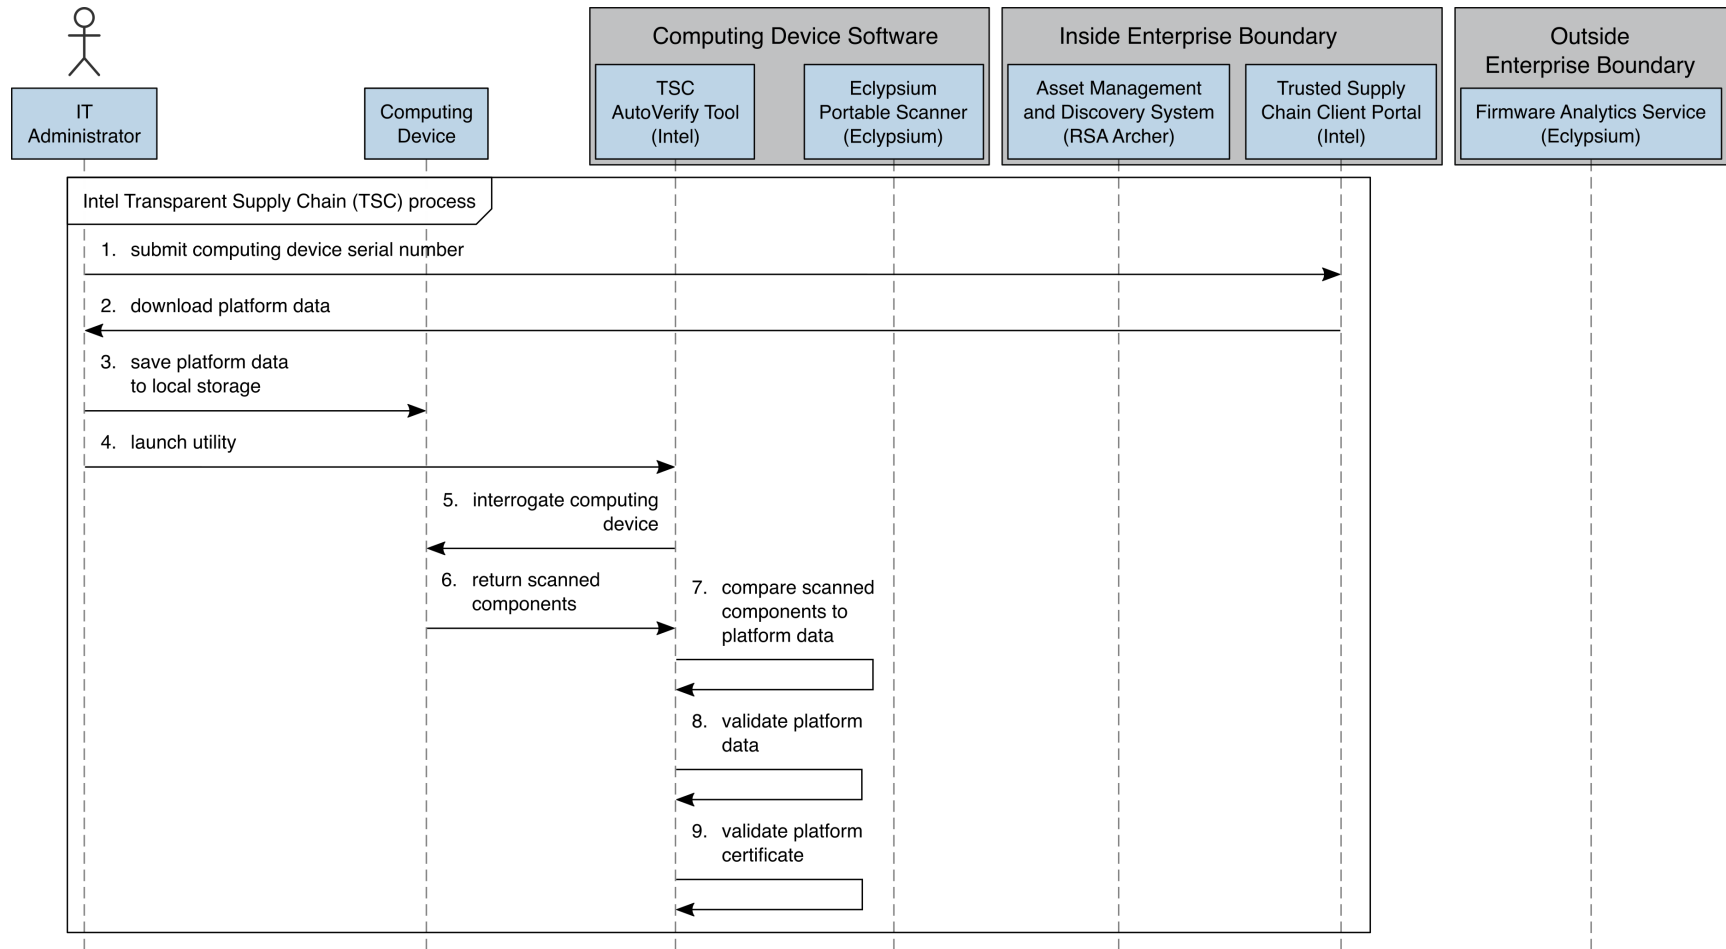 Computing Device Software
Inside Enterprise Boundary
Outside
Enterprise Boundary
IT
Administrator
Computing
Device
TSC
AutoVerify Tool
(Intel)
Eclypsium
Portable Scanner
(Eclypsium)
Asset Management
and Discovery System
(RSA Archer)
Trusted Supply
Chain Client Portal
(Intel)
Firmware Analytics Service
(Eclypsium)
Intel Transparent Supply Chain (TSC) process
1. submit computing device serial number
2. download platform data
3. save platform data
to local storage
4. launch utility
5. interrogate computing
device
6. return scanned
components
7. compare scanned
components to
platform data
8. validate platform
data
9. validate platform
certificate